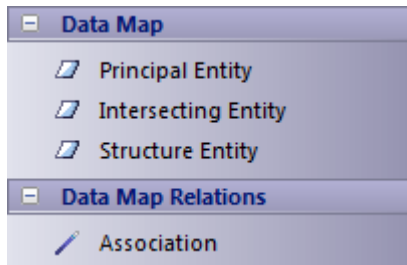 Data Map
Principal Entity
Intersecting Entity
Structure Entity
Data Map Relations
Association